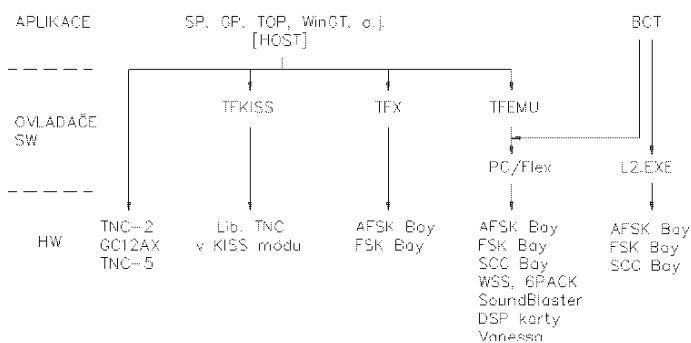 APLIKACE
SP, GP, TOP, WinGT, a.j.
[HOST]
BCT
OVLADAČE
SW
TFKISS
TFX
TFEMU
PC/Flex
L2.EXE
HW
TNC-2
GC12AX
TNC-5
Lib. TNC
v KISS módu
AFSK Bay
FSK Bay
AFSK Bay
FSK Bay
SCC Bay
WSS, 6PACK
SoundBlaster
DSP karty
Vanessa
AFSK Bay
FSK Bay
SCC Bay